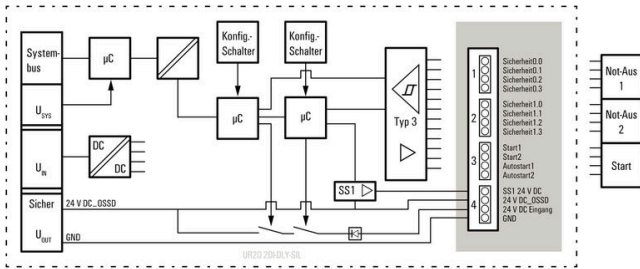 System-
bus
µC
U_SYS
U_IN
DC
DC
Sicher
U_OUT
24 V DC_OSSD
GND
Konfig.-
Schalter
Konfig.-
Schalter
µC
µC
Typ 3
SS1
UR20 2DI-DLY-SIL
1
Sicherheit0.0
Sicherheit0.1
Sicherheit0.2
Sicherheit0.3
2
Sicherheit1.0
Sicherheit1.1
Sicherheit1.2
Sicherheit1.3
3
Start1
Start2
Autostart1
Autostart2
4
SS1 24 V DC
24 V DC_OSSD
24 V DC Eingang
GND
Not-Aus
1
Not-Aus
2
Start